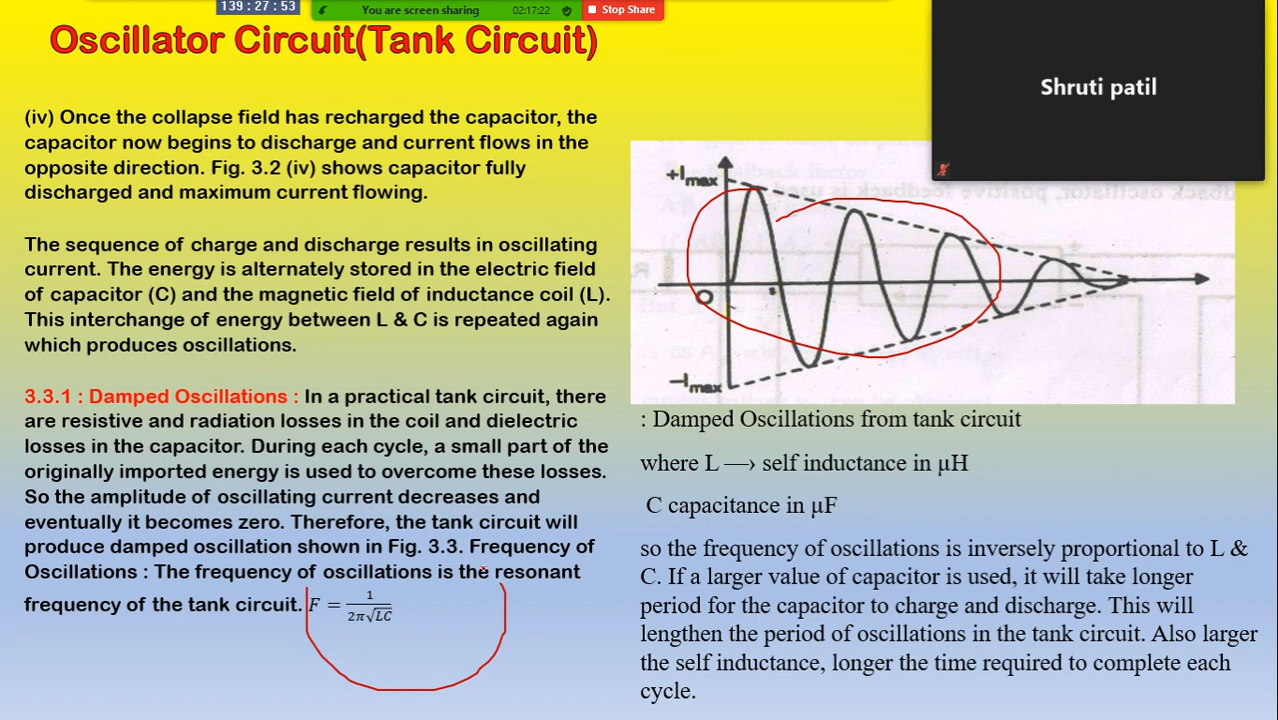 139 : 27 : 53
You are screen sharing
02:17:22
Stop Share
Oscillator Circuit(Tank Circuit)
Shruti patil
(iv) Once the collapse field has recharged the capacitor, the
capacitor now begins to discharge and current flows in the
opposite direction. Fig. 3.2 (iv) shows capacitor fully
discharged and maximum current flowing.
The sequence of charge and discharge results in oscillating
current. The energy is alternately stored in the electric field
of capacitor (C) and the magnetic field of inductance coil (L).
This interchange of energy between L & C is repeated again
which produces oscillations.
3.3.1 : Damped Oscillations : In a practical tank circuit, there
are resistive and radiation losses in the coil and dielectric
losses in the capacitor. During each cycle, a small part of the
originally imported energy is used to overcome these losses.
So the amplitude of oscillating current decreases and
eventually it becomes zero. Therefore, the tank circuit will
produce damped oscillation shown in Fig. 3.3. Frequency of
Oscillations : The frequency of oscillations is the resonant
frequency of the tank circuit. F = 1/2π√LC
+Imax
O
−Imax
: Damped Oscillations from tank circuit
where L —› self inductance in µH
C capacitance in µF
so the frequency of oscillations is inversely proportional to L &
C. If a larger value of capacitor is used, it will take longer
period for the capacitor to charge and discharge. This will
lengthen the period of oscillations in the tank circuit. Also larger
the self inductance, longer the time required to complete each
cycle.